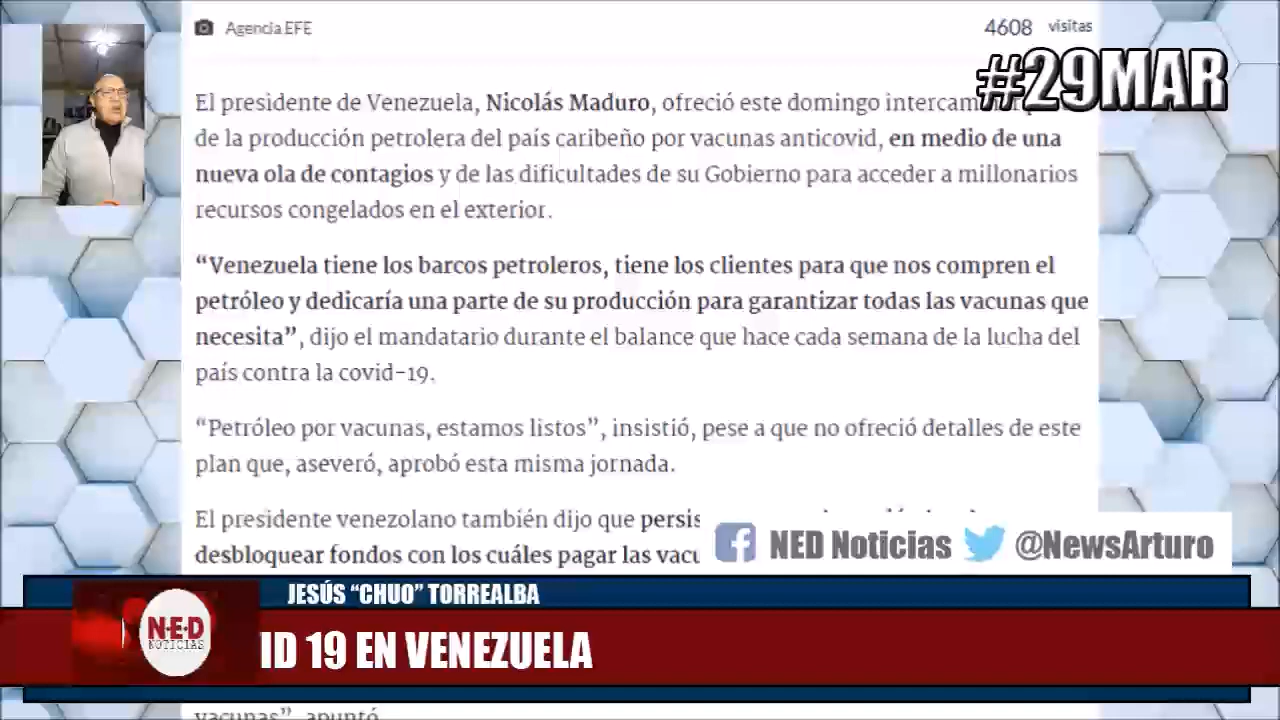 Agencia EFE
4608 visitas
#29MAR
El presidente de Venezuela, Nicolás Maduro, ofreció este domingo
de la producción petrolera del país caribeño por vacunas anticovid, en medio de una
nueva ola de contagios y de las dificultades de su Gobierno para acceder a millonarios
recursos congelados en el exterior.
“Venezuela tiene los barcos petroleros, tiene los clientes para que nos compren el
petróleo y dedicaría una parte de su producción para garantizar todas las vacunas que
necesita”, dijo el mandatario durante el balance que hace cada semana de la lucha del
país contra la covid-19.
“Petróleo por vacunas, estamos listos”, insistió, pese a que no ofreció detalles de este
plan que, aseveró, aprobó esta misma jornada.
El presidente venezolano también dijo que
desbloquear fondos con los cuáles pagar las
NED Noticias @NewsArturo
JESÚS “CHUO” TORREALBA
N·E·D
NOTICIAS
ID 19 EN VENEZUELA
vacunas”, apuntó